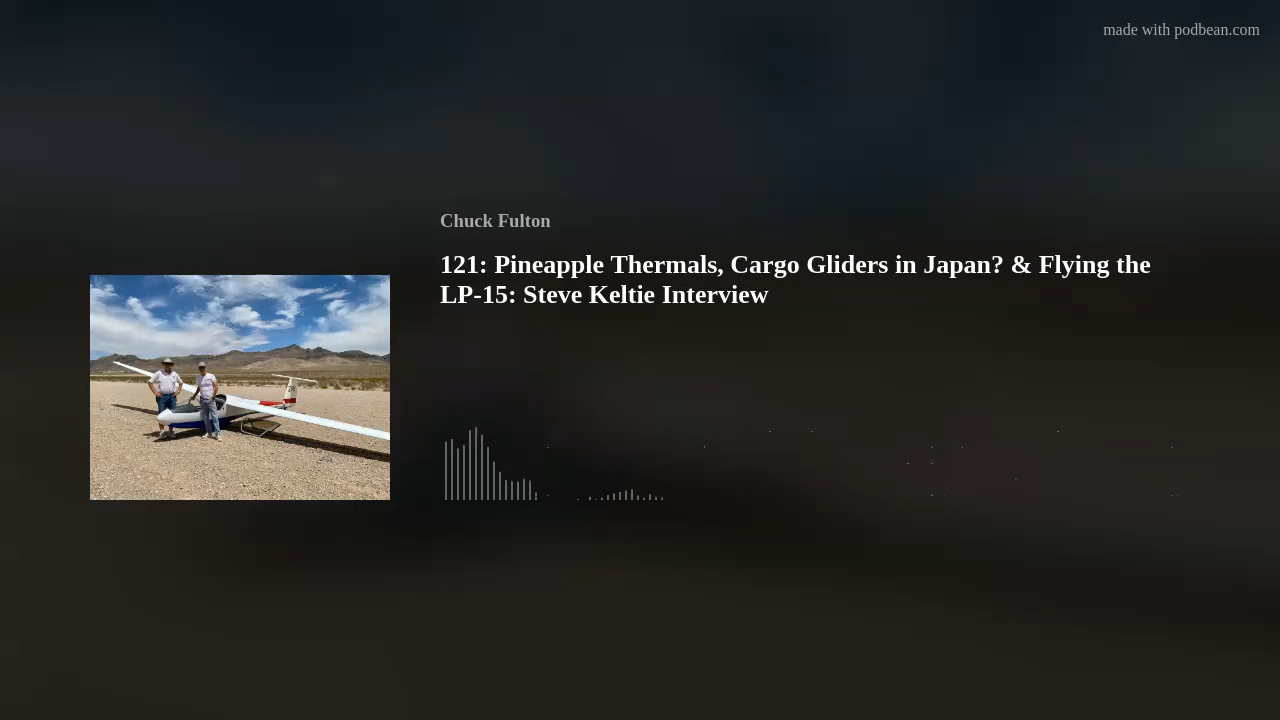 made with podbean.com
Chuck Fulton
121: Pineapple Thermals, Cargo Gliders in Japan? & Flying the
LP-15: Steve Keltie Interview